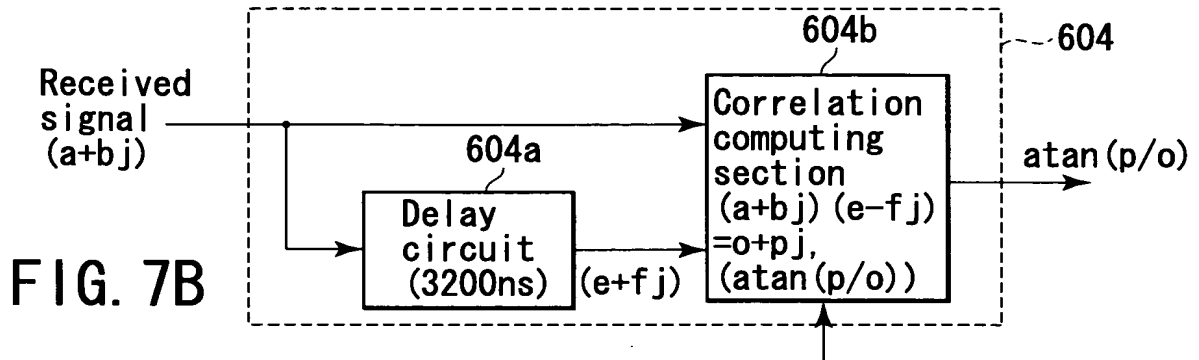 604b
604
Received
signal
(a+bj)
604a
Correlation
computing
section
(a+bj)(e-fj)
=o+pj,
(atan(p/o))
atan(p/o)
Delay
circuit
(3200ns)
(e+fj)
FIG. 7B